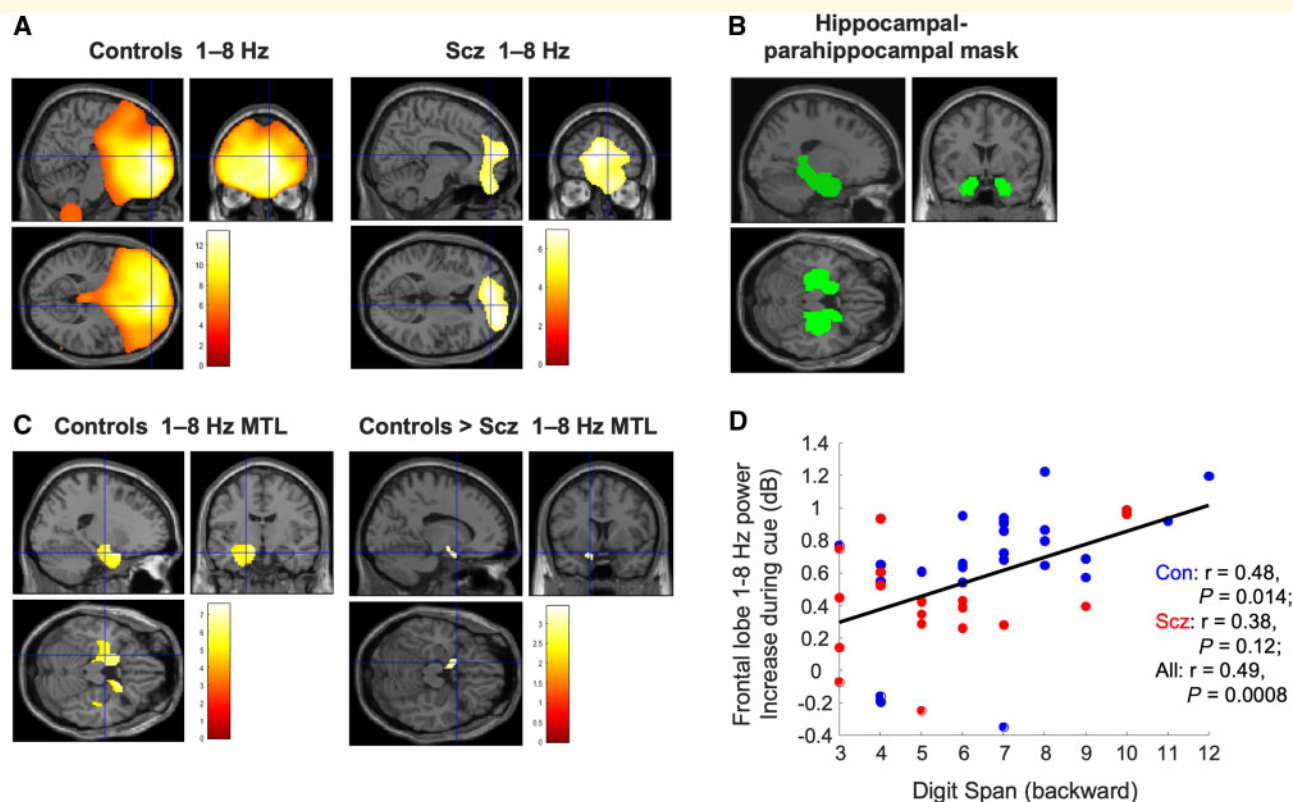 A
Controls 1–8 Hz
Scz 1–8 Hz
12
10
8
6
4
2
0
6
4
2
0
B
Hippocampal-
parahippocampal mask
C
Controls 1–8 Hz MTL
Controls > Scz 1–8 Hz MTL
7
6
5
4
3
2
1
0
3
2.5
2
1.5
1
0.5
0
D
Frontal lobe 1-8 Hz power
Increase during cue (dB)
1.4
1.2
1
0.8
0.6
0.4
0.2
0
-0.2
-0.4
Con: r = 0.48,
P = 0.014;
Scz: r = 0.38,
P = 0.12;
All: r = 0.49,
P = 0.0008
3 4 5 6 7 8 9 10 11 12
Digit Span (backward)